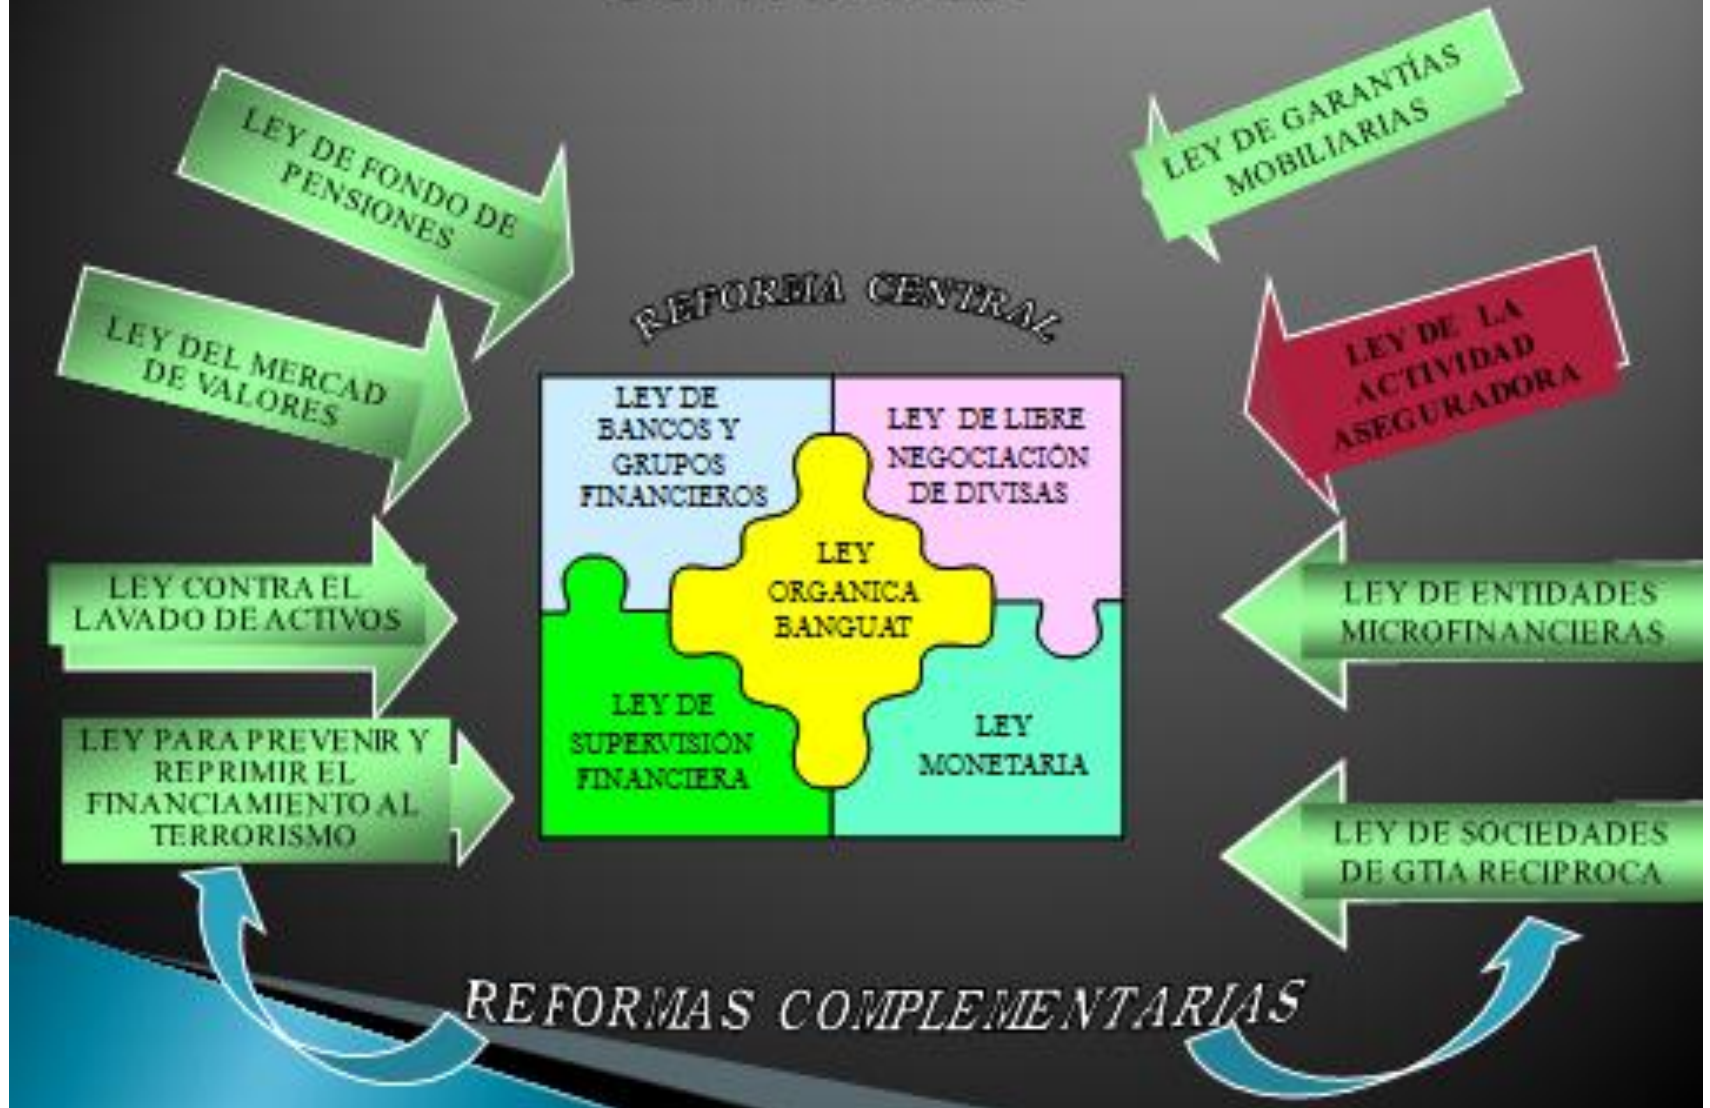 LEY DE FONDO DE
PENSIONES
LEY DE GARANTÍAS
MOBILIARIAS
LEY DEL MERCAD
DE VALORES
LEY DE LA
ACTIVIDAD
ASEGURADORA
REFORMA CENTRAL
LEY DE
BANCOS Y
GRUPOS
FINANCIEROS
LEY DE LIBRE
NEGOCIACIÓN
DE DIVISAS
LEY
ORGANICA
BANGUAT
LEY DE
SUPERVISIÓN
FINANCIERA
LEY
MONETARIA
LEY CONTRA EL
LAVADO DE ACTIVOS
LEY DE ENTIDADES
MICROFINANCIERAS
LEY PARA PREVENIR Y
REPRIMIR EL
FINANCIAMIENTO AL
TERRORISMO
LEY DE SOCIEDADES
DE GTIA RECIPROCA
REFORMAS COMPLEMENTARIAS